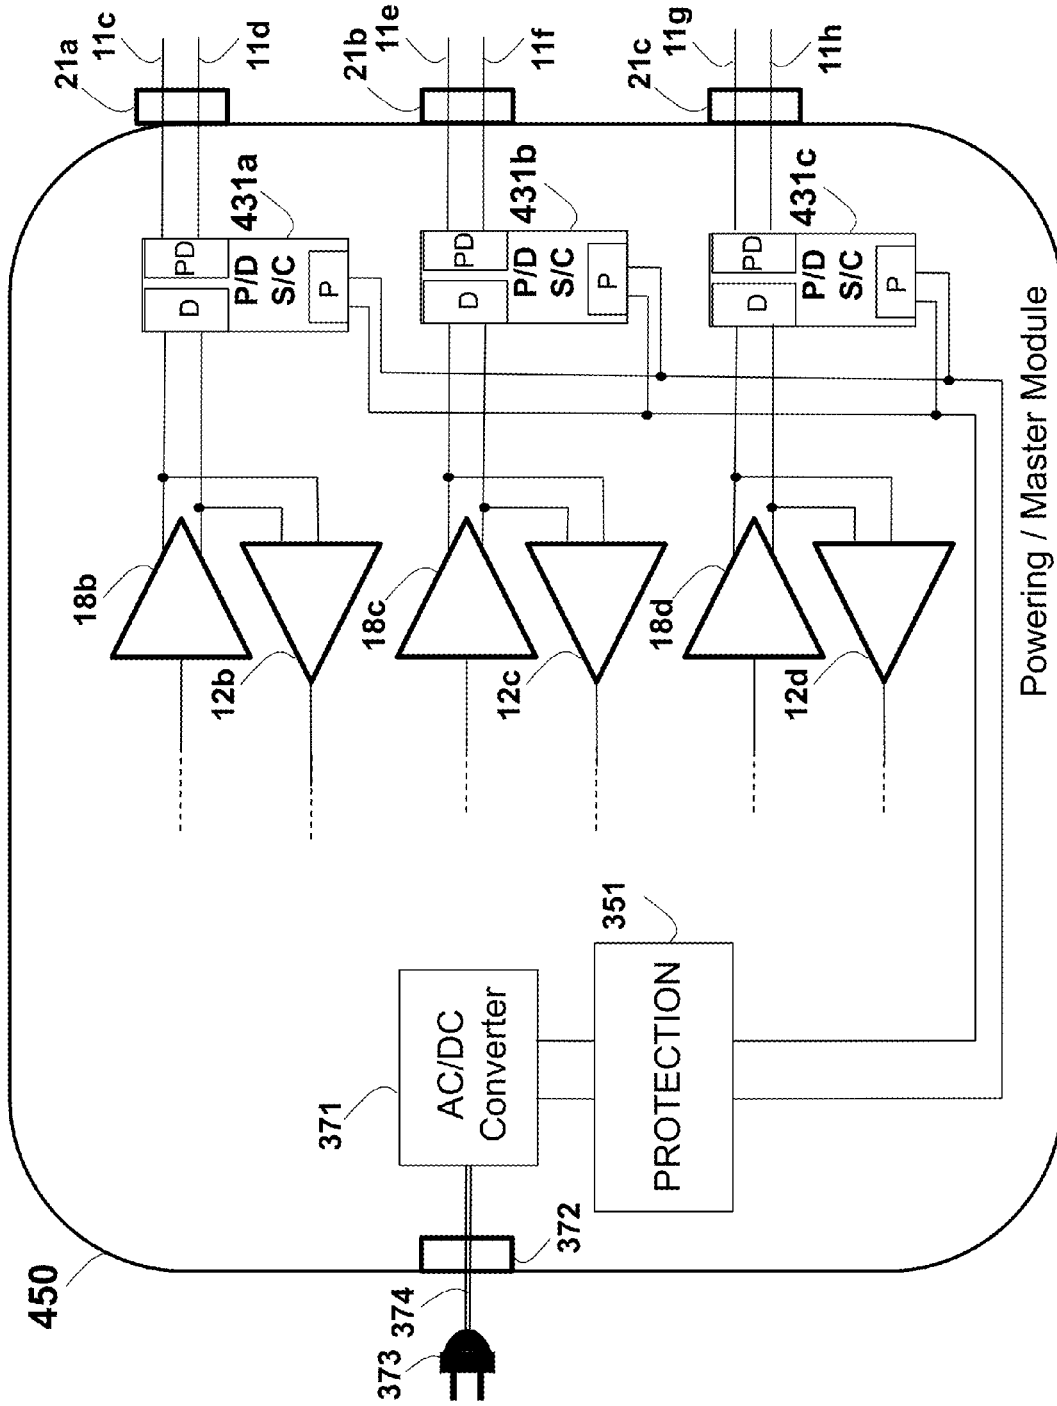 450
373
374
372
371
AC/DC
Converter
351
PROTECTION
18b
12b
18c
12c
18d
12d
431a
D
PD
P/D
S/C
P
431b
D
PD
P/D
S/C
P
431c
D
PD
P/D
S/C
P
21a
11c
11d
21b
11e
11f
21c
11g
11h
Powering / Master Module